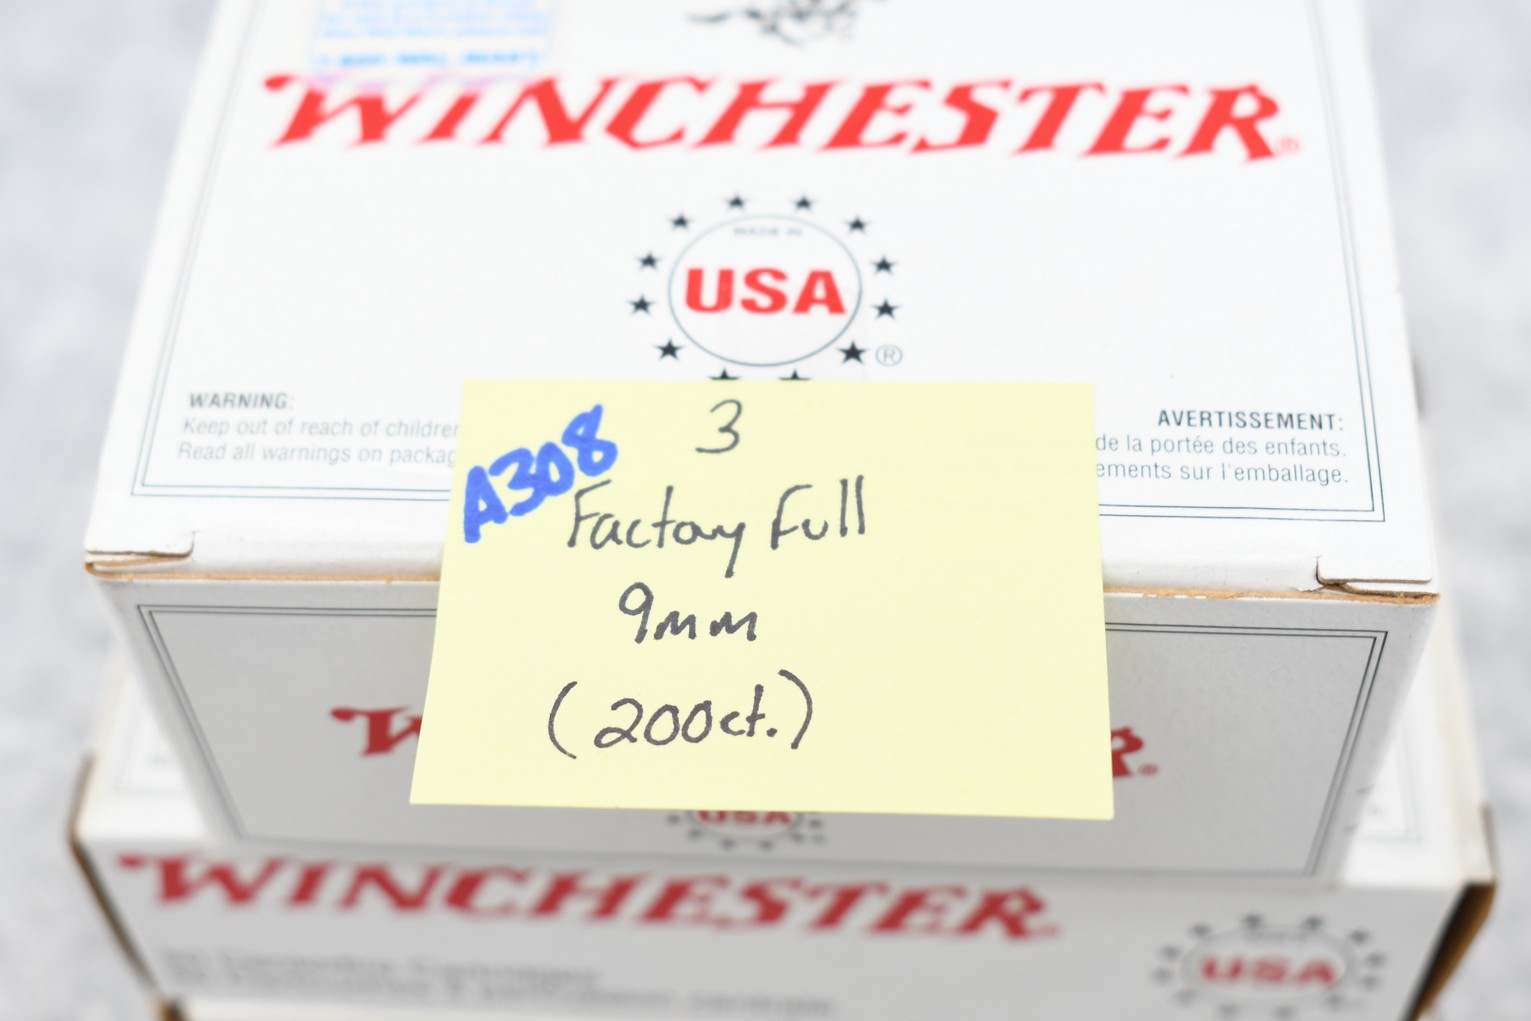 WINCHESTER®
MADE IN
USA
®
WARNING:
Keep out of reach of children
Read all warnings on packag
AVERTISSEMENT:
de la portée des enfants.
ements sur l'emballage.
A308
3
Factory Full
9mm
(200ct.)
W R®
USA
WINCHESTER
USA